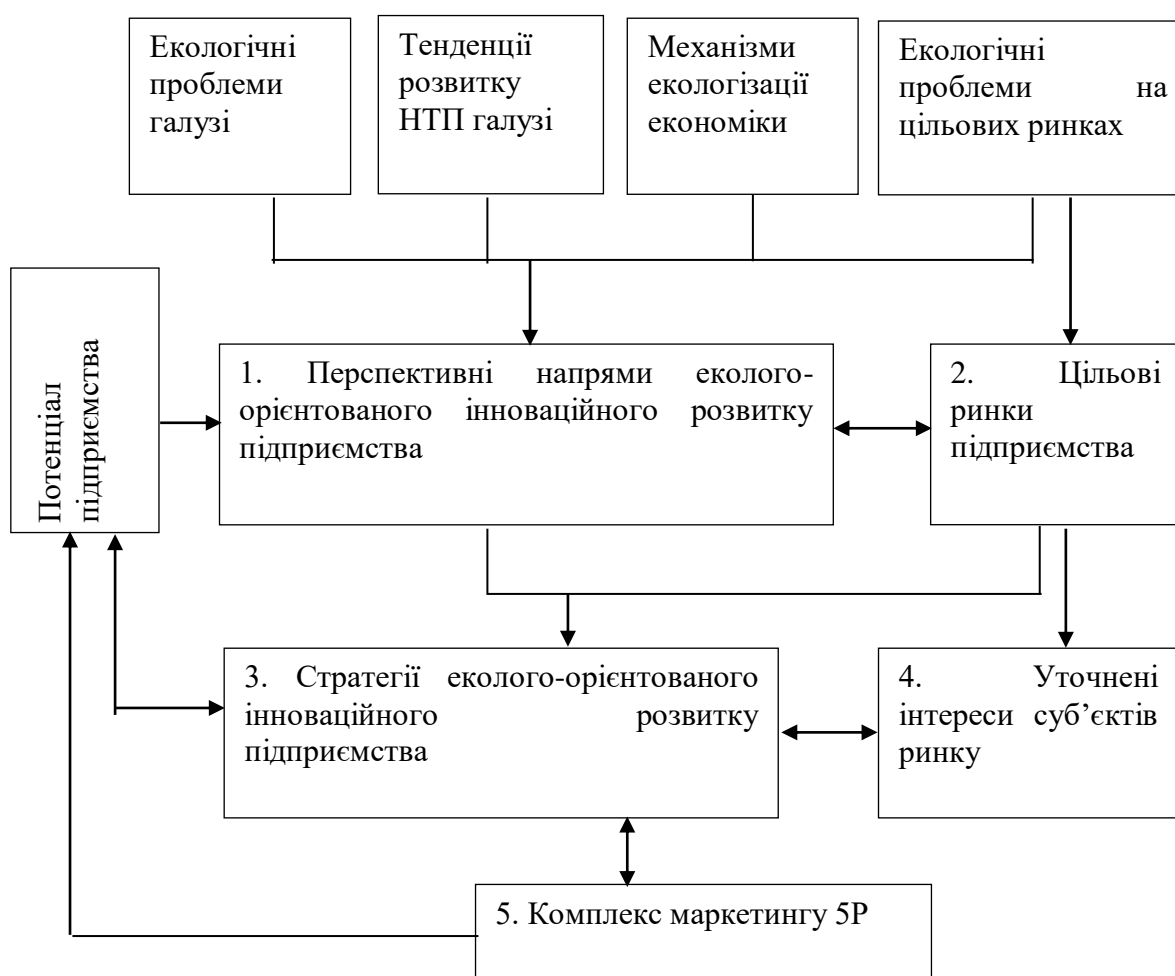 Екологічні
проблеми
галузі
Тенденції
розвитку
НТП галузі
Механізми
екологізації
економіки
Екологічні
проблеми на
цільових ринках
Потенціал
підприємства
1. Перспективні напрями еколого-
орієнтованого інноваційного розвитку
підприємства
2. Цільові
ринки
підприємства
3. Стратегії еколого-орієнтованого
інноваційного розвитку
підприємства
4. Уточнені
інтереси суб’єктів
ринку
5. Комплекс маркетингу 5Р